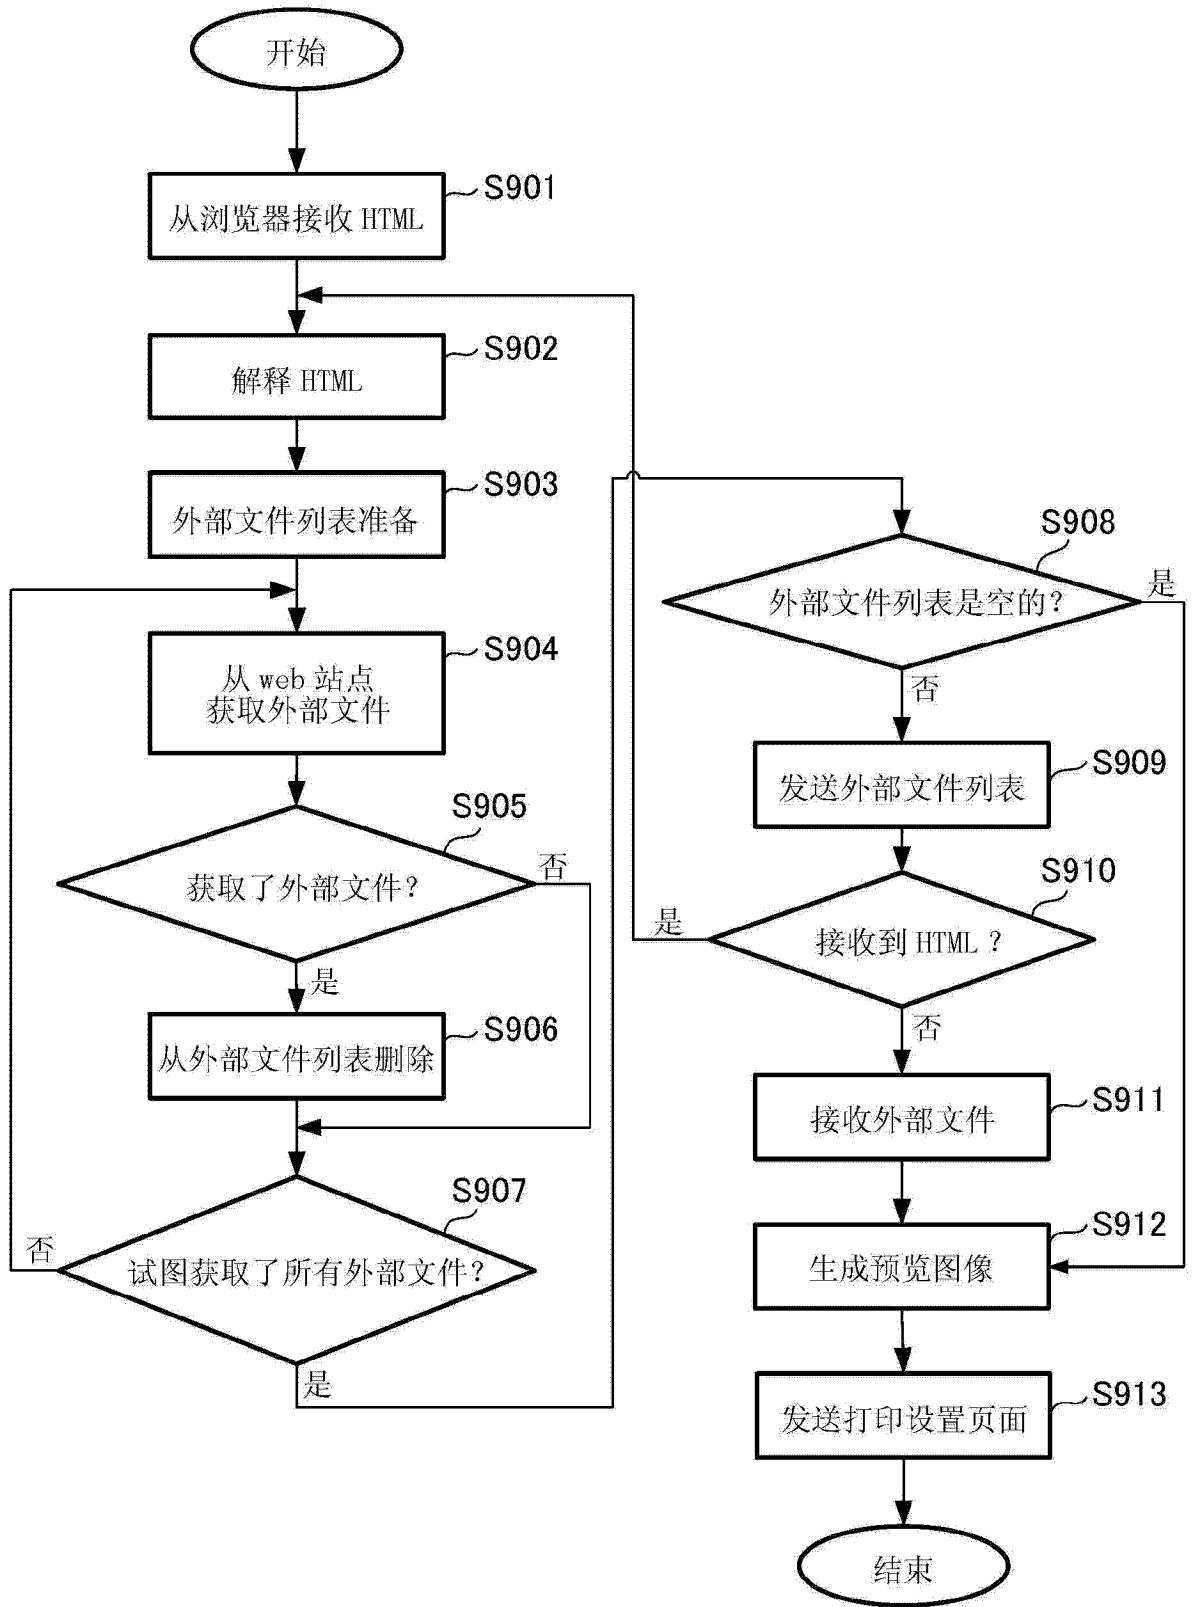 开始
S901
从浏览器接收 HTML
S902
解释 HTML
S903
外部文件列表准备
S904
从 web 站点
获取外部文件
S905
获取了外部文件？
否
是
S906
从外部文件列表删除
S907
试图获取了所有外部文件？
否
是
S908
外部文件列表是空的？
是
否
S909
发送外部文件列表
S910
接收到 HTML？
是
否
S911
接收外部文件
S912
生成预览图像
S913
发送打印设置页面
结束